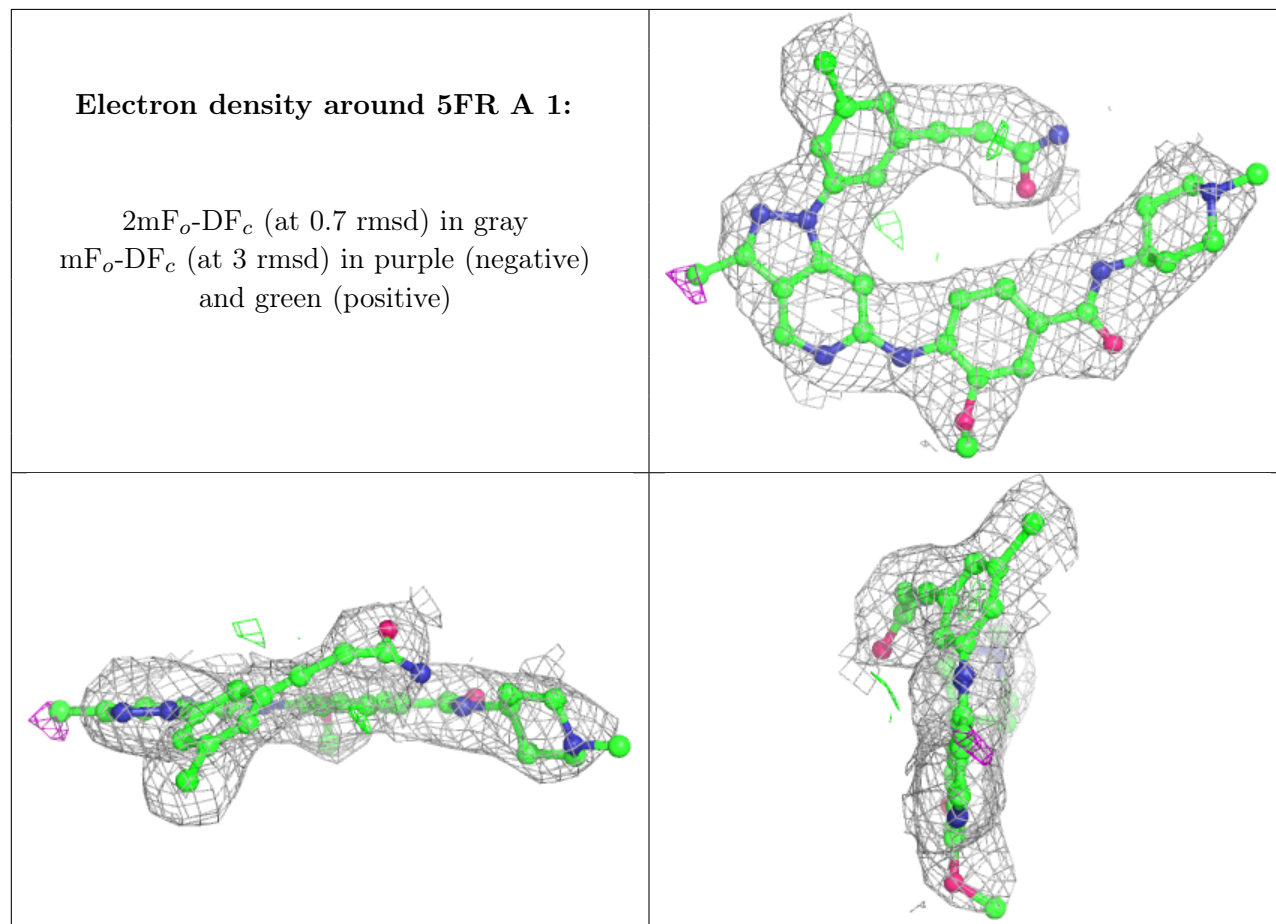 Electron density around 5FR A 1:
2mFo-DFc (at 0.7 rmsd) in gray
mFo-DFc (at 3 rmsd) in purple (negative)
and green (positive)